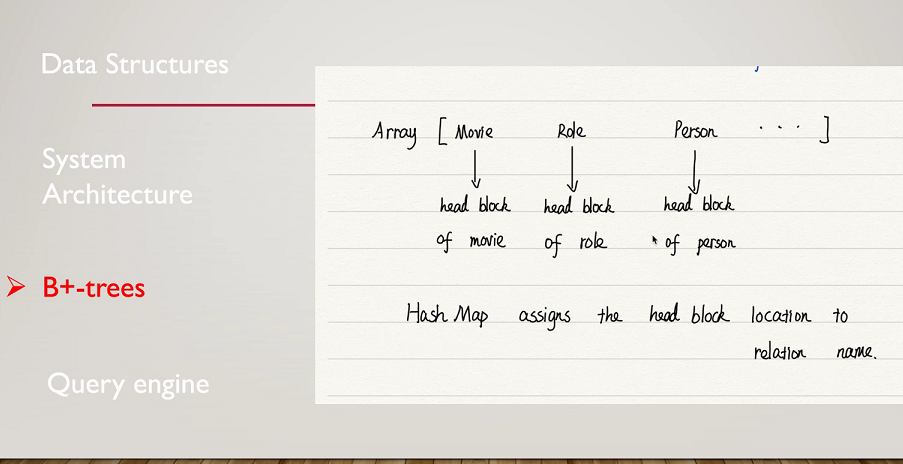 Data Structures
System
Architecture
B+-trees
Query engine
Array [ Movie Role Person . . . ]
head block head block head block
of movie of role of person
Hash Map assigns the head block location to
relation name.